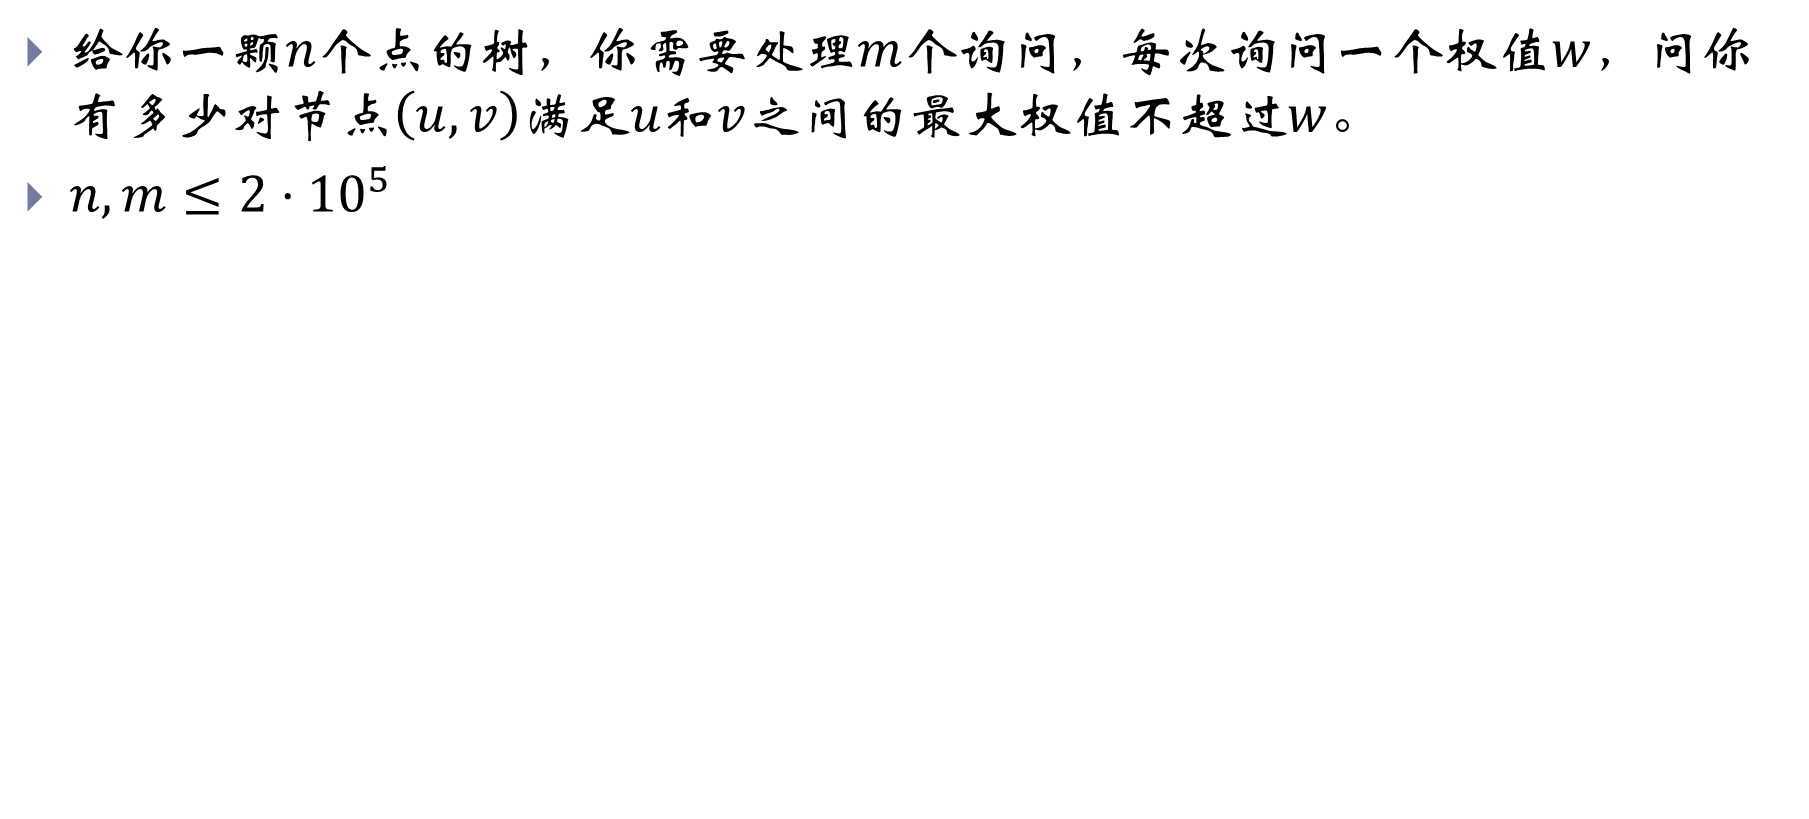 给你一颗n个点的树，你需要处理m个询问，每次询问一个权值w，问你
有多少对节点(u, v)满足u和v之间的最大权值不超过w。
n, m ≤ 2 · 10⁵